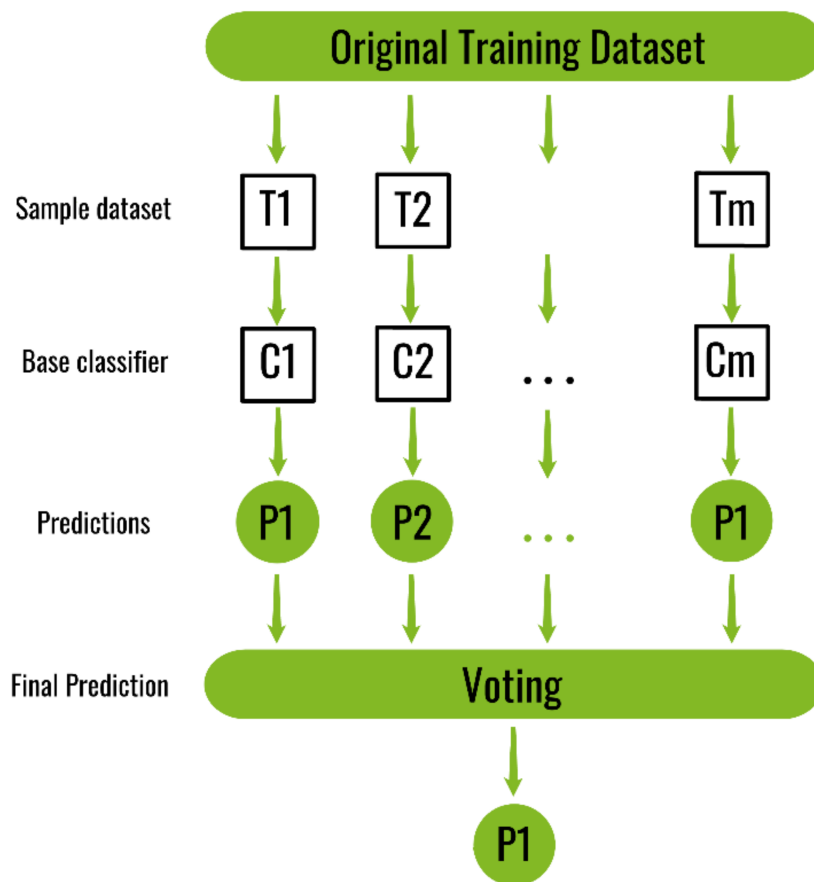 Original Training Dataset
Sample dataset T1 T2 Tm
Base classifier C1 C2 ... Cm
Predictions P1 P2 ... P1
Final Prediction Voting
P1